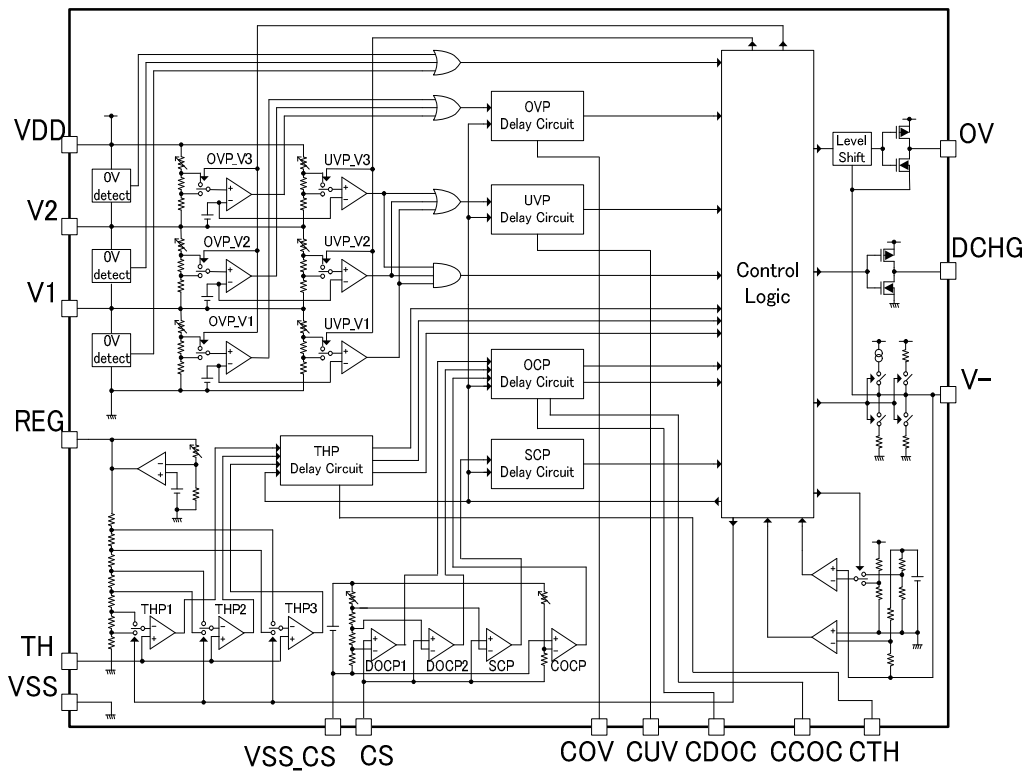 VDD
V2
V1
REG
TH
VSS
0V
detect
0V
detect
0V
detect
OVP_V3
UVP_V3
OVP_V2
UVP_V2
OVP_V1
UVP_V1
OVP
Delay Circuit
UVP
Delay Circuit
OCP
Delay Circuit
SCP
Delay Circuit
THP
Delay Circuit
Control
Logic
Level
Shift
OV
DCHG
V-
THP1
THP2
THP3
DOCP1
DOCP2
SCP
COCP
VSS_CS
CS
COV
CUV
CDOC
CCOC
CTH